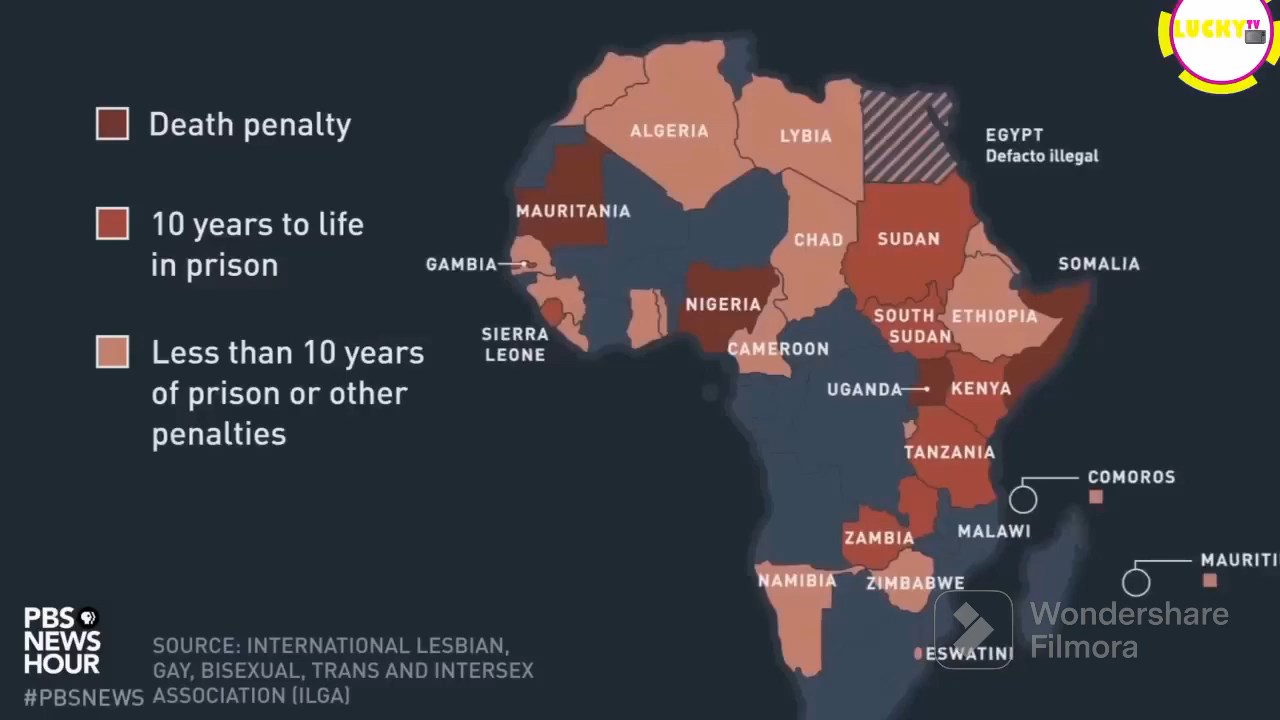 LUCKY TV
Death penalty
10 years to life
in prison
Less than 10 years
of prison or other
penalties
ALGERIA
LYBIA
EGYPT
Defacto illegal
MAURITANIA
CHAD
SUDAN
GAMBIA
SOMALIA
NIGERIA
SOUTH
SUDAN
ETHIOPIA
SIERRA
LEONE
CAMEROON
UGANDA
KENYA
TANZANIA
COMOROS
MALAWI
ZAMBIA
MAURITI
NAMIBIA
ZIMBABWE
ESWATINI
Wondershare
Filmora
PBS
NEWS
HOUR
#PBSNEWS
SOURCE: INTERNATIONAL LESBIAN,
GAY, BISEXUAL, TRANS AND INTERSEX
ASSOCIATION (ILGA)